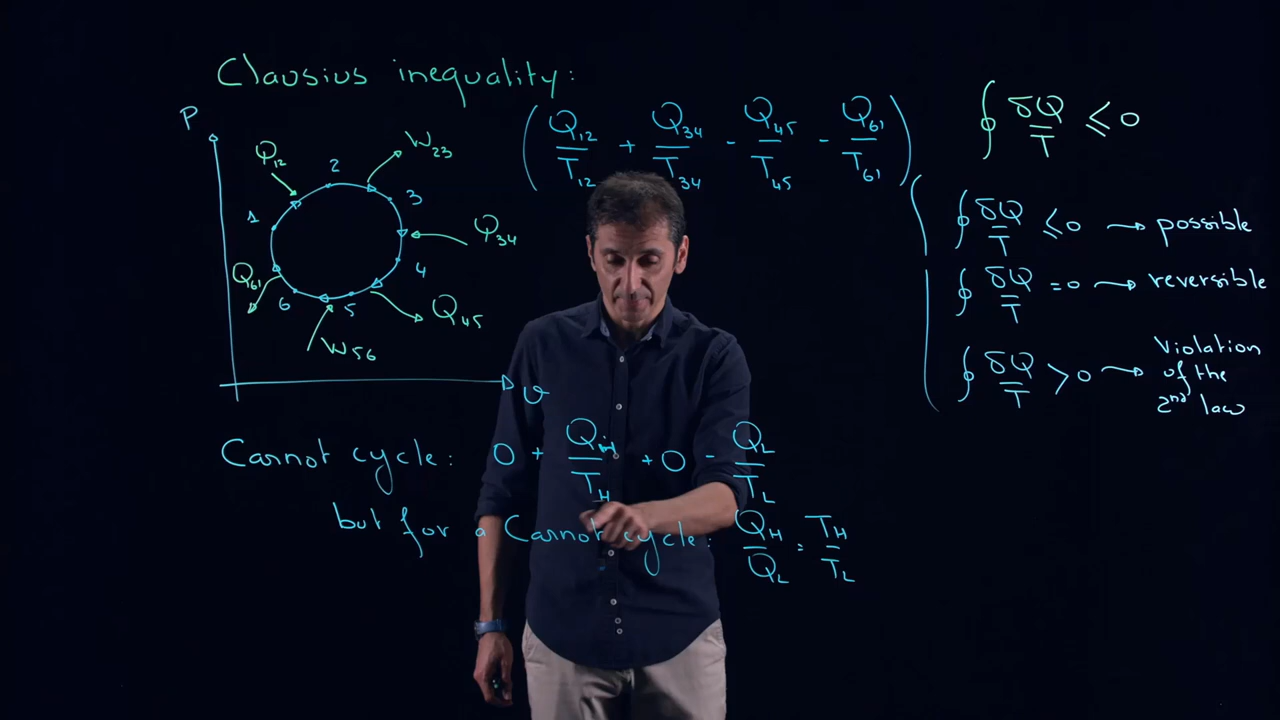 Clausius inequality:
P
Q12
2
W23
1
3
Q34
Q61
4
6
5
Q45
W56
v
(Q12/T12 + Q34/T34 - Q45/T45 - Q61/T61)
∮ δQ/T ≤ 0
∮ δQ/T ≤ 0 → possible
∮ δQ/T = 0 → reversible
∮ δQ/T > 0 → Violation of the 2nd law
Carnot cycle: 0 + Q/TH + 0 - QL/TL
but for a Carnot cycle: QH/QL = TH/TL